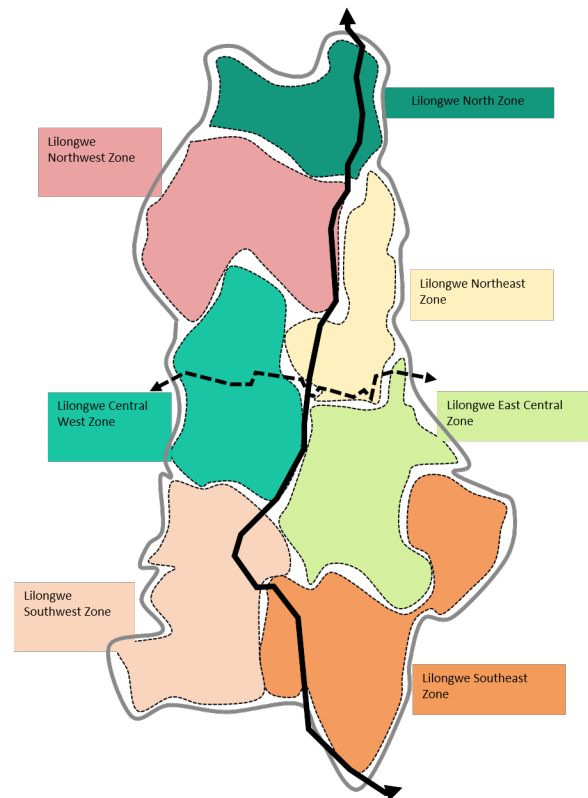 Lilongwe North Zone
Lilongwe
Northwest Zone
Lilongwe Northeast
Zone
Lilongwe Central
West Zone
Lilongwe East Central
Zone
Lilongwe
Southwest Zone
Lilongwe Southeast
Zone